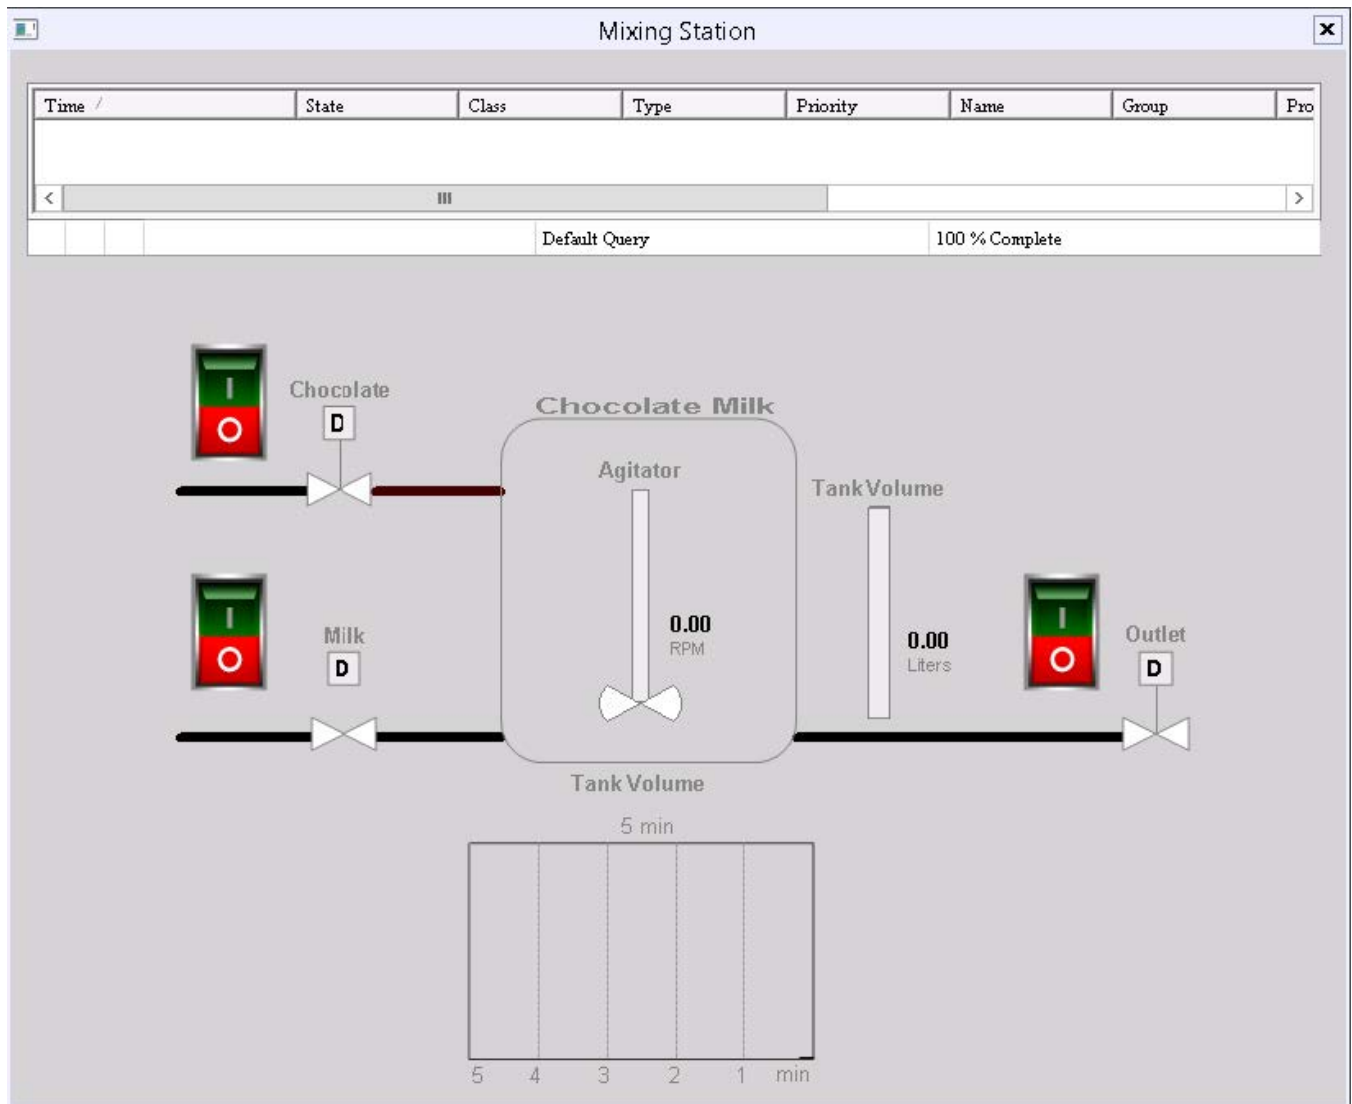 Mixing Station
Time / State Class Type Priority Name Group Pro
Default Query 100 % Complete
Chocolate
D
I
O
Chocolate Milk
Agitator
Tank Volume
0.00
RPM
0.00
Liters
Milk
D
I
O
Outlet
D
I
O
Tank Volume
5 min
5 4 3 2 1 min